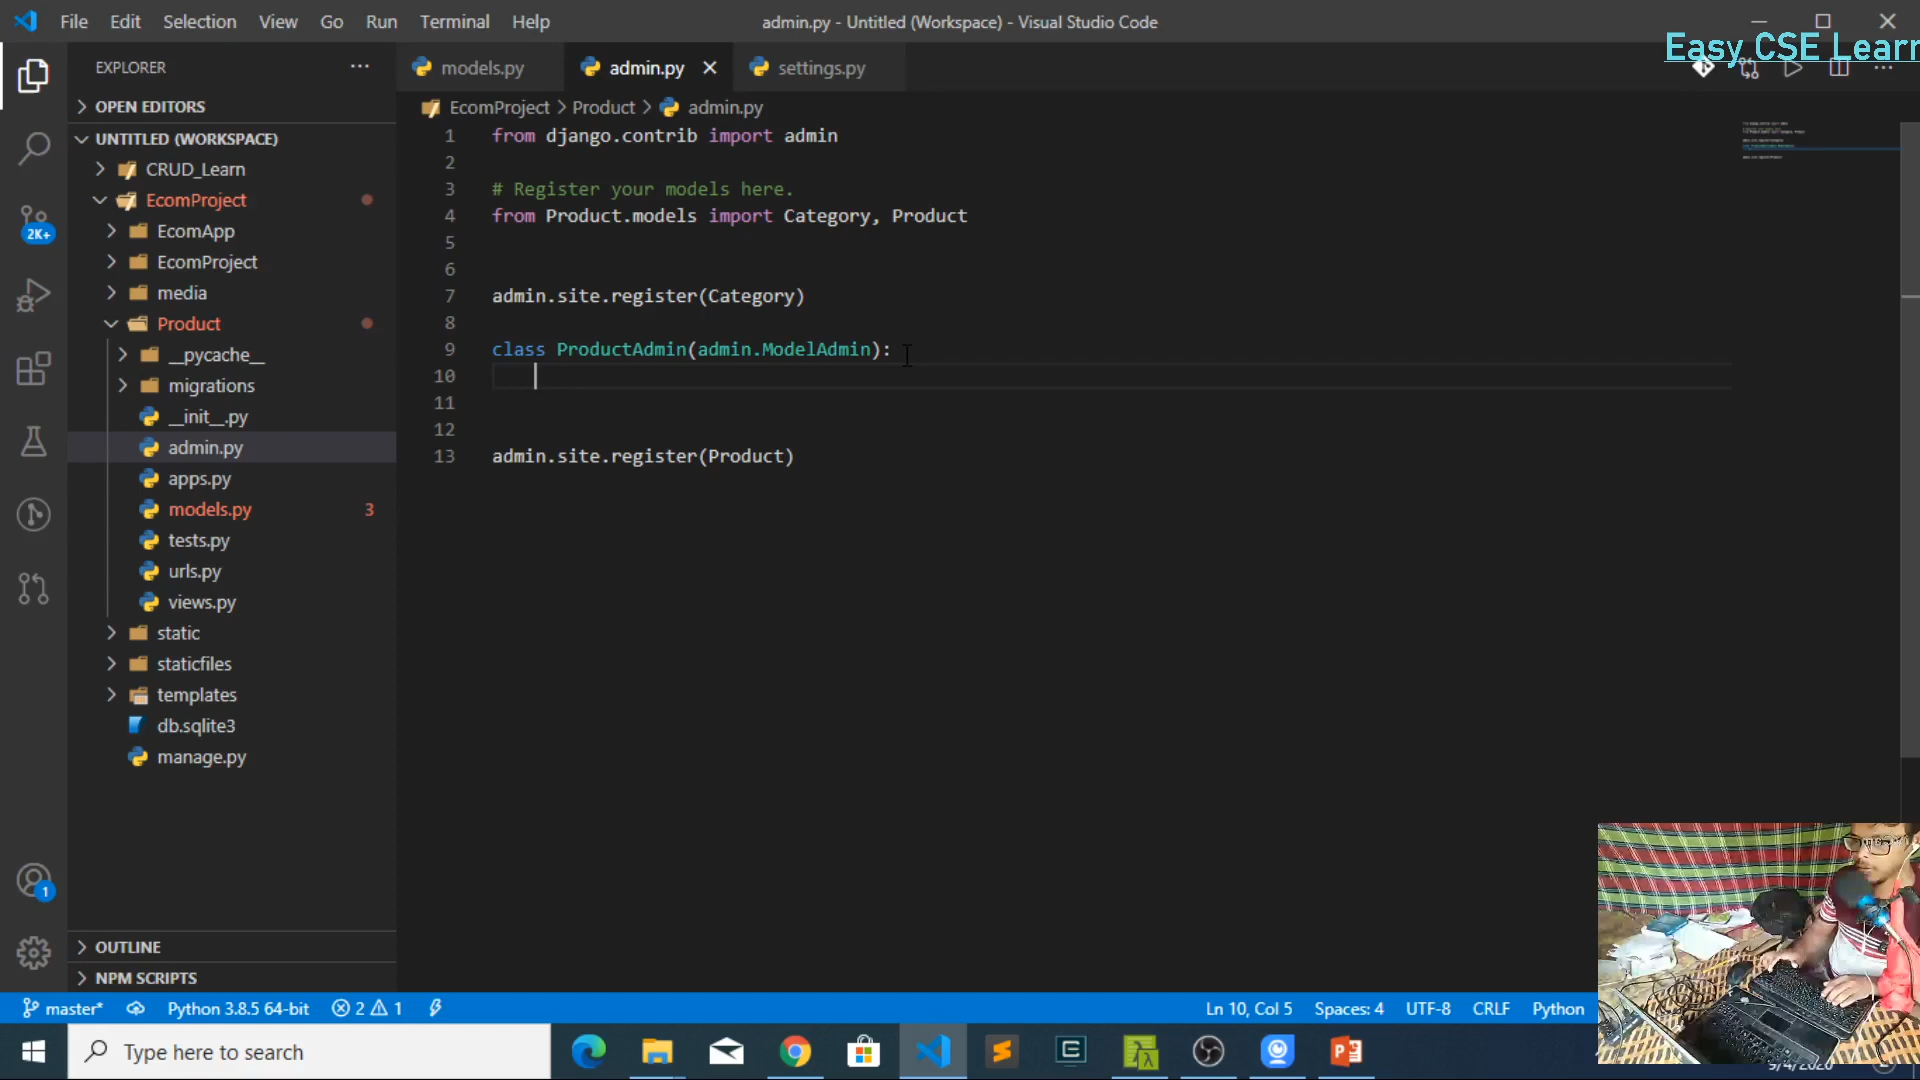 File Edit Selection View Go Run Terminal Help
admin.py - Untitled (Workspace) - Visual Studio Code
Easy CSE Learn
EXPLORER
models.py
admin.py
settings.py
OPEN EDITORS
EcomProject > Product > admin.py
UNTITLED (WORKSPACE)
CRUD_Learn
EcomProject
EcomApp
EcomProject
media
Product
__pycache__
migrations
__init__.py
admin.py
apps.py
models.py 3
tests.py
urls.py
views.py
static
staticfiles
templates
db.sqlite3
manage.py
OUTLINE
NPM SCRIPTS
2K+
1
1 from django.contrib import admin
2
3 # Register your models here.
4 from Product.models import Category, Product
5
6
7 admin.site.register(Category)
8
9 class ProductAdmin(admin.ModelAdmin):
10
11
12
13 admin.site.register(Product)
master* Python 3.8.5 64-bit 2 1
Ln 10, Col 5 Spaces: 4 UTF-8 CRLF Python
Type here to search
9/4/2020